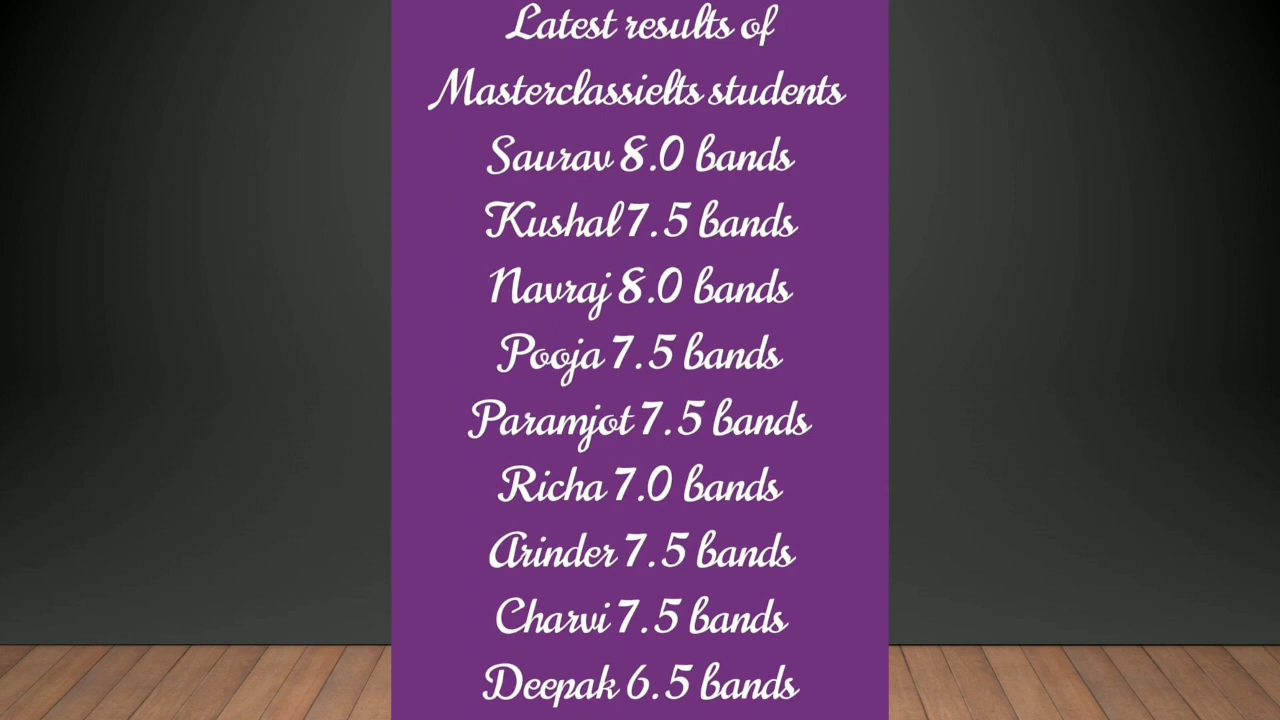 Latest results of
Masterclassielts students
Saurav 8.0 bands
Kushal 7.5 bands
Navraj 8.0 bands
Pooja 7.5 bands
Paramjot 7.5 bands
Richa 7.0 bands
Arinder 7.5 bands
Charvi 7.5 bands
Deepak 6.5 bands